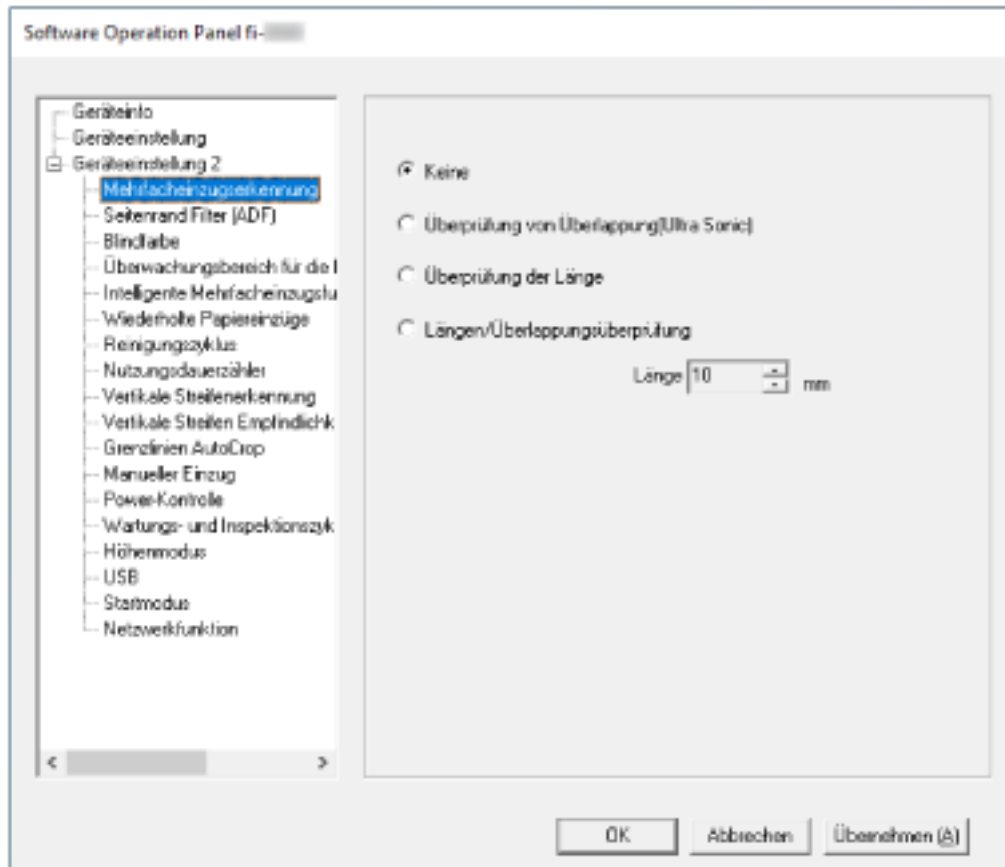 Software Operation Panel fi-
Geräteinfo
Geräteeinstellung
Geräteeinstellung 2
Mehrfacheinzugserkennung
Seitenrand Filter (ADF)
Blindfarbe
Überwachungsbereich für die
Intelligente Mehrfacheinzugsfu
Wiederholte Papiereinzüge
Reinigungszyklus
Nutzungsdauerzähler
Vertikale Streifenerkennung
Vertikale Streifen Empfindlichk
Grenzlinien AutoCrop
Manueller Einzug
Power-Kontrolle
Wartungs- und Inspektionszyk
Höhenmodus
USB
Startmodus
Netzwerkfunktion
Keine
Überprüfung von Überlappung(Ultra Sonic)
Überprüfung der Länge
Längen/Überlappungsüberprüfung
Länge 10 mm
OK Abbrechen Übernehmen (A)